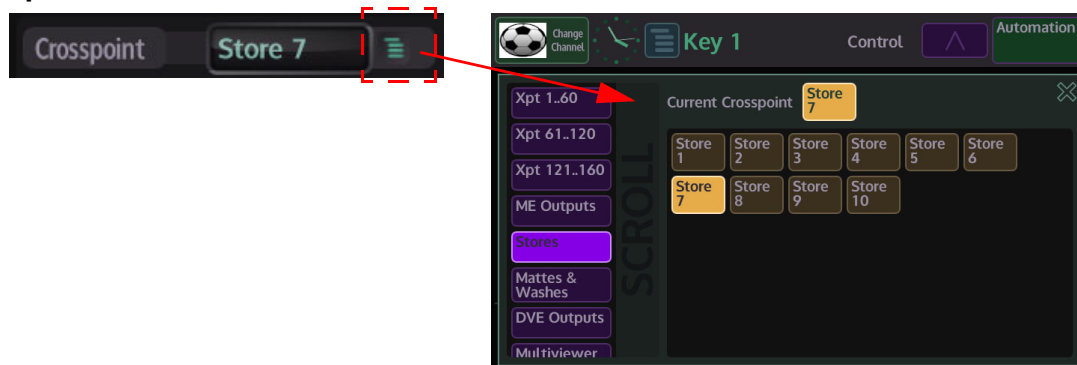 Crosspoint
Store 7
Change
Channel
Key 1
Control
Automation
Xpt 1..60
Xpt 61..120
Xpt 121..160
ME Outputs
Stores
Mattes &
Washes
DVE Outputs
Multiviewer
SCROLL
Current Crosspoint
Store
7
Store
1
Store
2
Store
3
Store
4
Store
5
Store
6
Store
7
Store
8
Store
9
Store
10